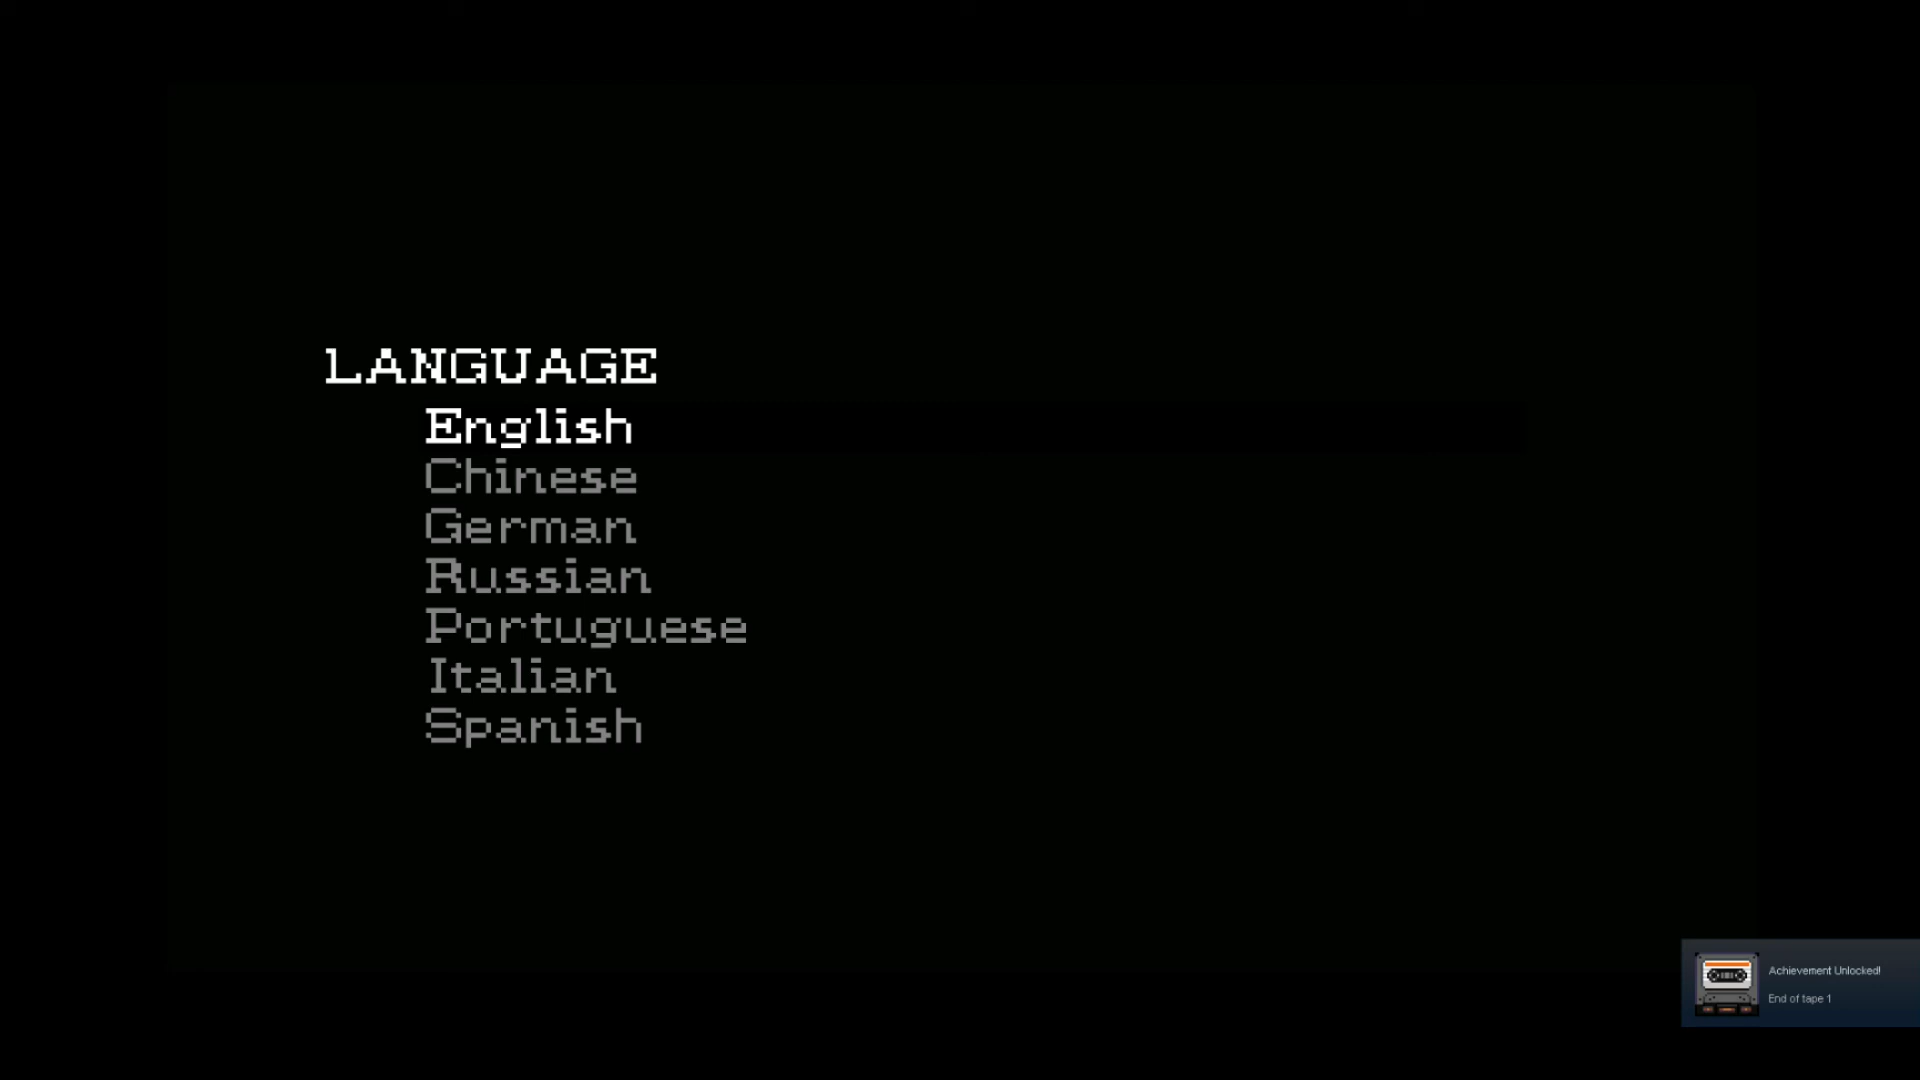 LANGUAGE
English
Chinese
German
Russian
Portuguese
Italian
Spanish
Achievement Unlocked!
End of tape 1